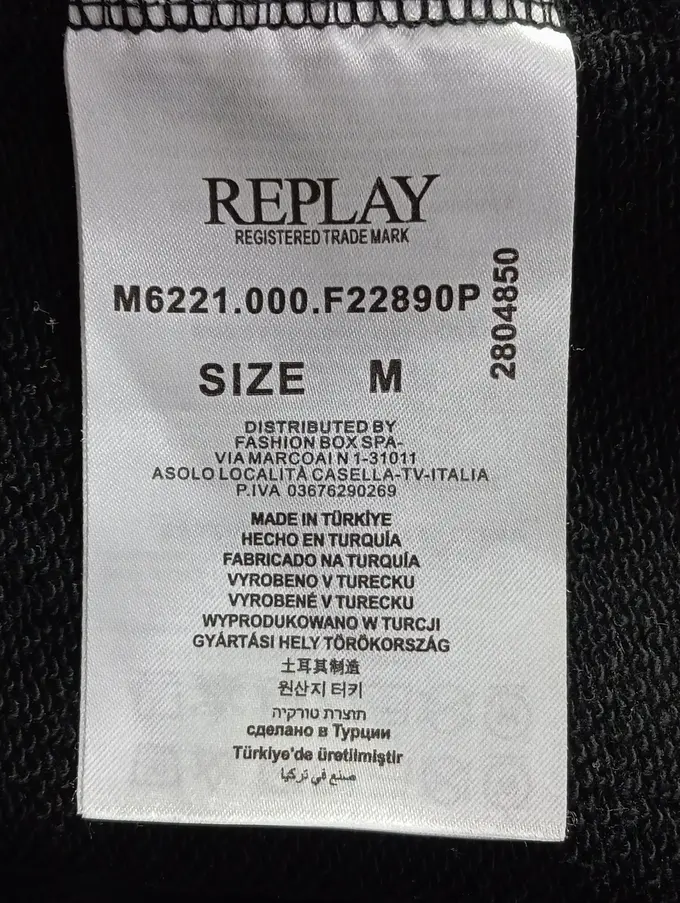 REPLAY
REGISTERED TRADE MARK
M6221.000.F22890P
2804850
SIZE M
DISTRIBUTED BY
FASHION BOX SPA-
VIA MARCOAI N 1-31011
ASOLO LOCALITÀ CASELLA-TV-ITALIA
P.IVA 03676290269
MADE IN TÜRKİYE
HECHO EN TURQUÍA
FABRICADO NA TURQUÍA
VYROBENO V TURECKU
VYROBENÉ V TURECKU
WYPRODUKOWANO W TURCJI
GYÁRTÁSI HELY TÖRÖKORSZÁG
土耳其制造
원산지 터키
תוצרת טורקיה
сделано в Турции
Türkiye'de üretilmiştir
صنع في تركيا